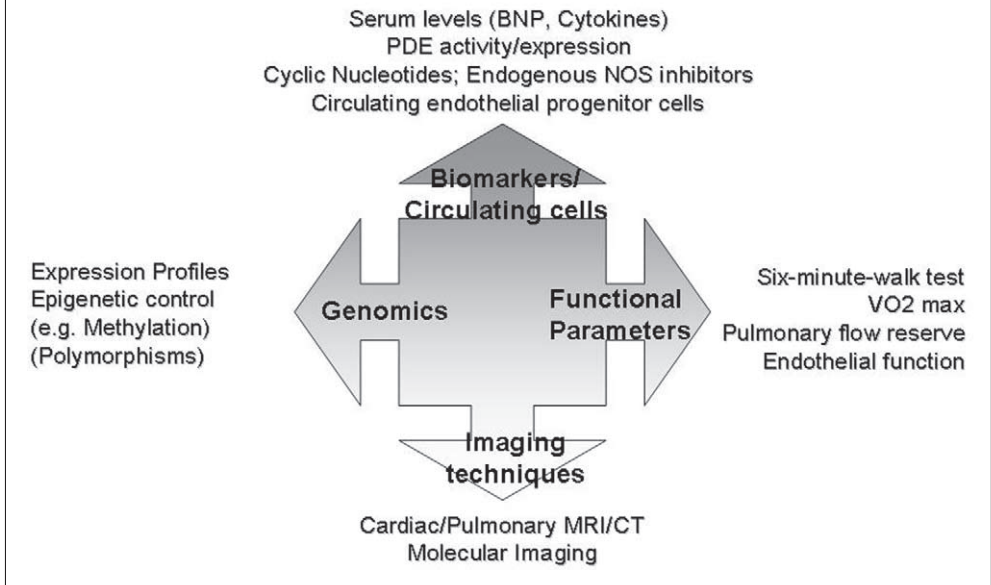 Serum levels (BNP, Cytokines)
PDE activity/expression
Cyclic Nucleotides; Endogenous NOS inhibitors
Circulating endothelial progenitor cells
Biomarkers/
Circulating cells
Expression Profiles
Epigenetic control
(e.g. Methylation)
(Polymorphisms)
Genomics
Functional
Parameters
Six-minute-walk test
VO2 max
Pulmonary flow reserve
Endothelial function
Imaging
techniques
Cardiac/Pulmonary MRI/CT
Molecular Imaging